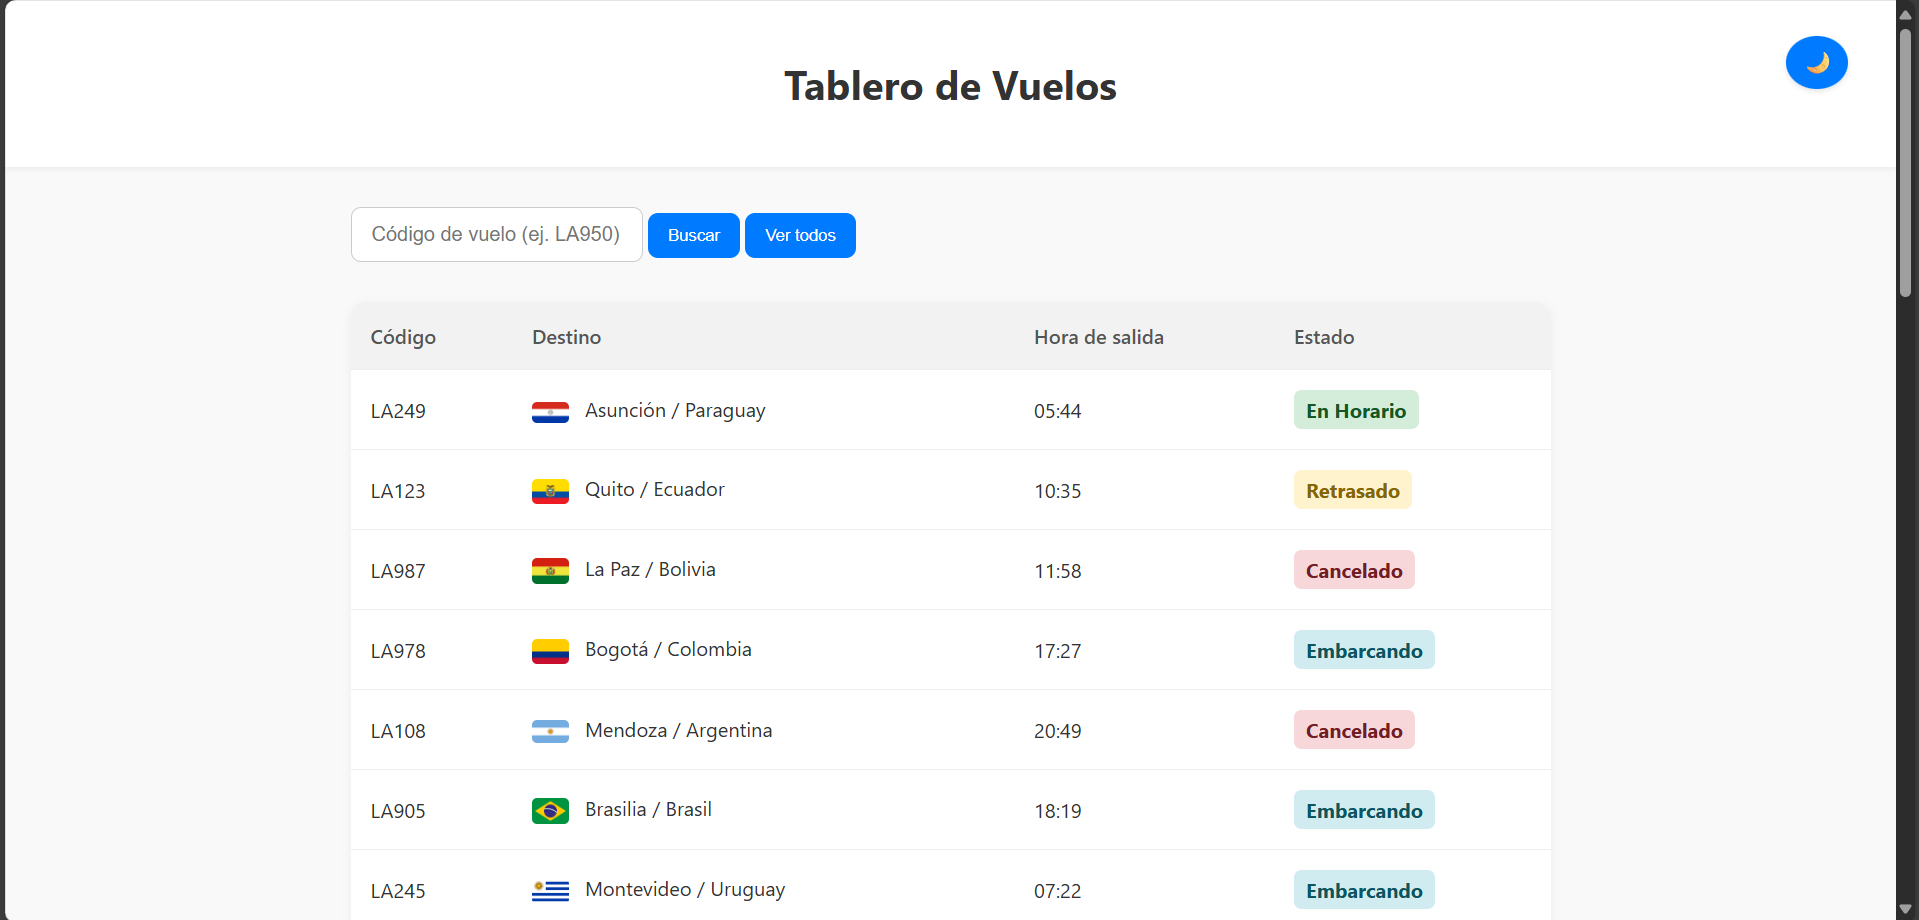 Tablero de Vuelos
Código de vuelo (ej. LA950) Buscar Ver todos
Código Destino Hora de salida Estado
LA249 Asunción / Paraguay 05:44 En Horario
LA123 Quito / Ecuador 10:35 Retrasado
LA987 La Paz / Bolivia 11:58 Cancelado
LA978 Bogotá / Colombia 17:27 Embarcando
LA108 Mendoza / Argentina 20:49 Cancelado
LA905 Brasilia / Brasil 18:19 Embarcando
LA245 Montevideo / Uruguay 07:22 Embarcando